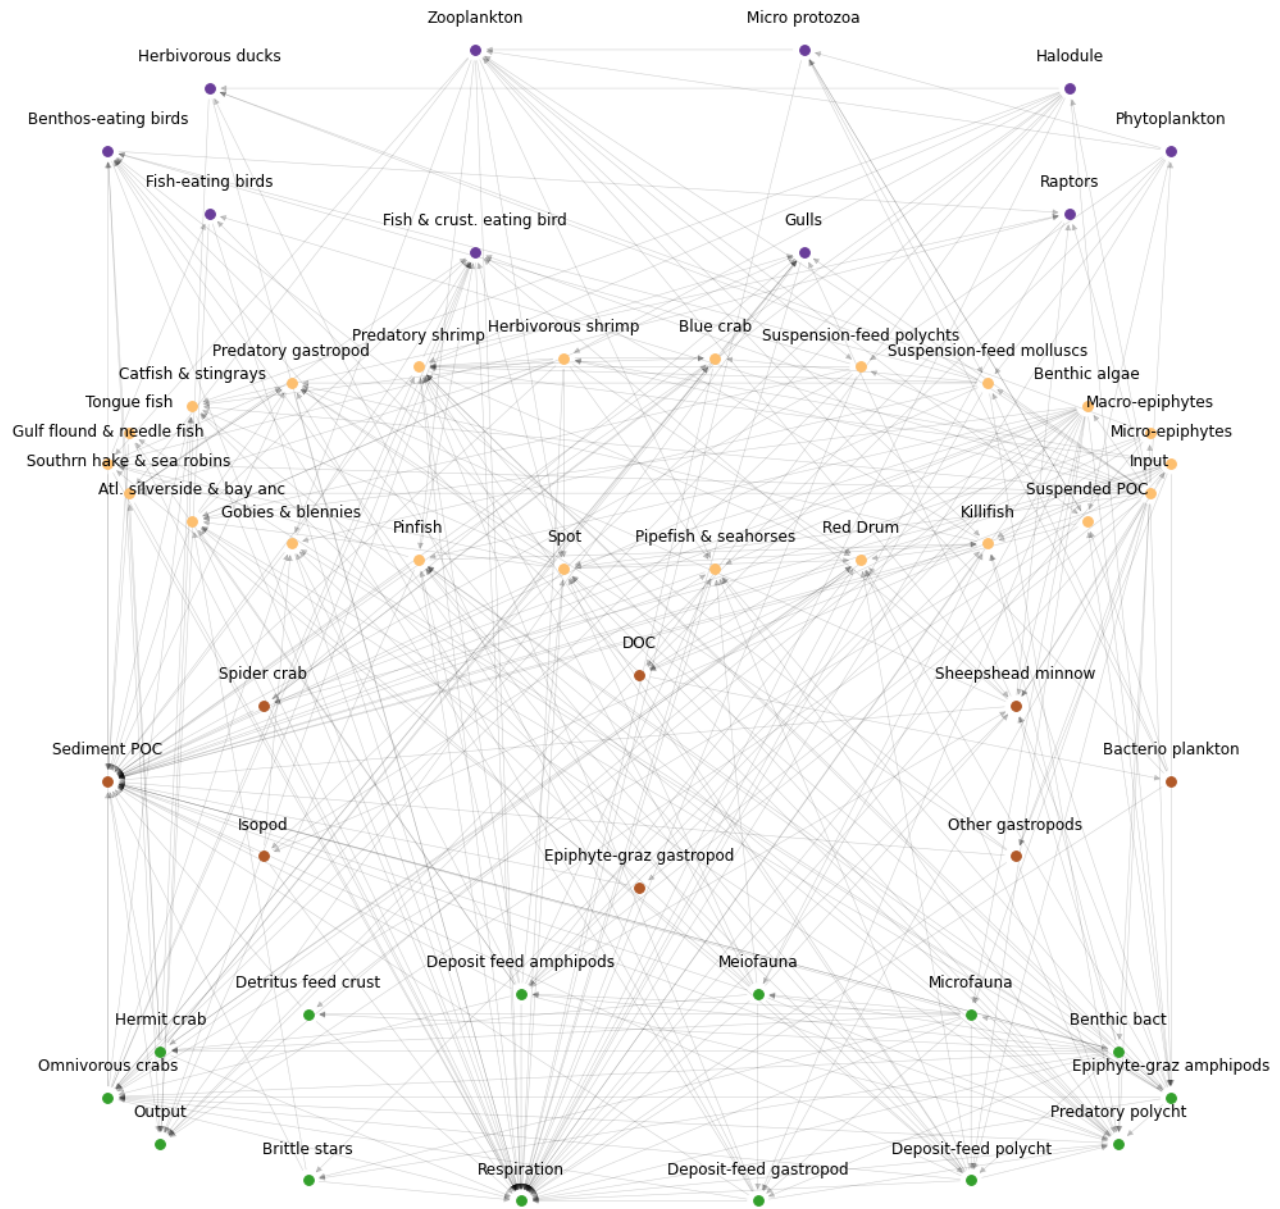 Zooplankton
Micro protozoa
Herbivorous ducks
Halodule
Benthos-eating birds
Phytoplankton
Fish-eating birds
Raptors
Fish & crust. eating bird
Gulls
Herbivorous shrimp
Blue crab
Predatory shrimp
Suspension-feed polychts
Predatory gastropod
Suspension-feed molluscs
Catfish & stingrays
Benthic algae
Tongue fish
Macro-epiphytes
Gulf flound & needle fish
Micro-epiphytes
Southrn hake & sea robins
Input
Atl. silverside & bay anc
Suspended POC
Gobies & blennies
Killifish
Pinfish
Red Drum
Spot
Pipefish & seahorses
DOC
Spider crab
Sheepshead minnow
Sediment POC
Bacterio plankton
Isopod
Other gastropods
Epiphyte-graz gastropod
Deposit feed amphipods
Meiofauna
Detritus feed crust
Microfauna
Hermit crab
Benthic bact
Omnivorous crabs
Epiphyte-graz amphipods
Output
Predatory polycht
Brittle stars
Deposit-feed polycht
Respiration
Deposit-feed gastropod